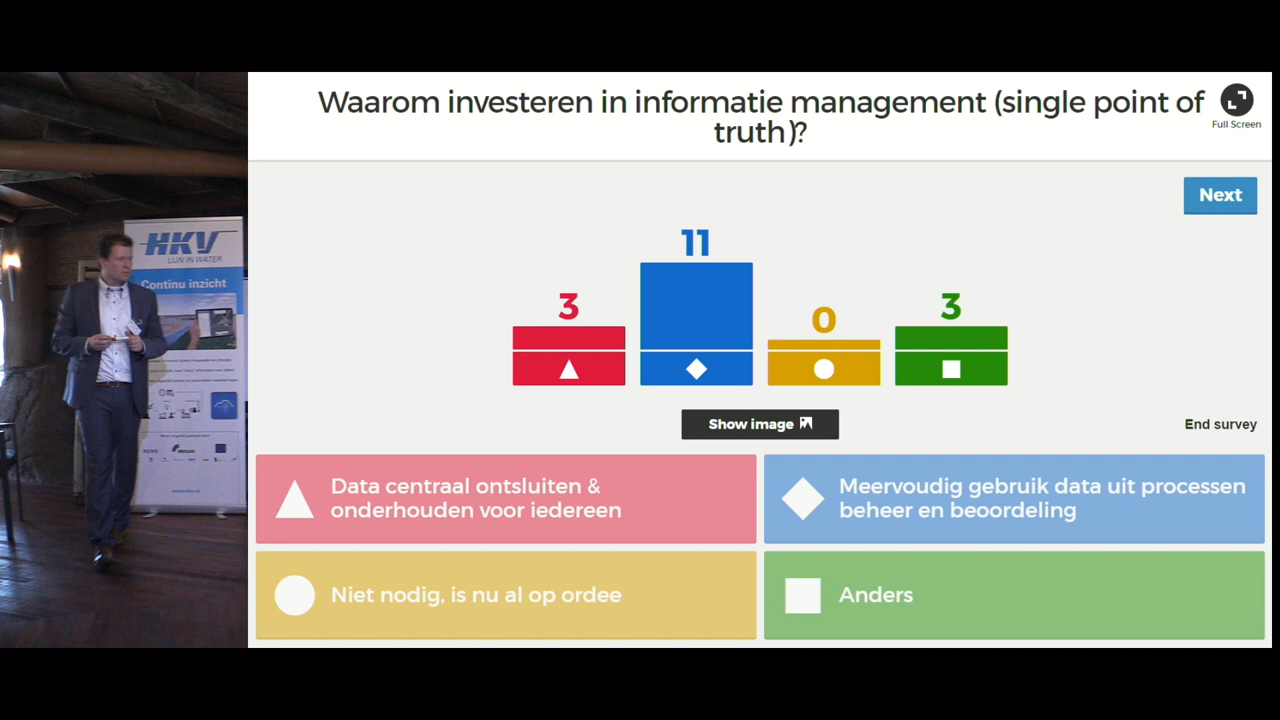 Waarom investeren in informatie management (single point of
truth)?
Full Screen
Next
3
11
0
3
Show image
End survey
Data centraal ontsluiten &
onderhouden voor iedereen
Meervoudig gebruik data uit processen
beheer en beoordeling
Niet nodig, is nu al op ordee
Anders
HKV
LIJN IN WATER
Continu inzicht